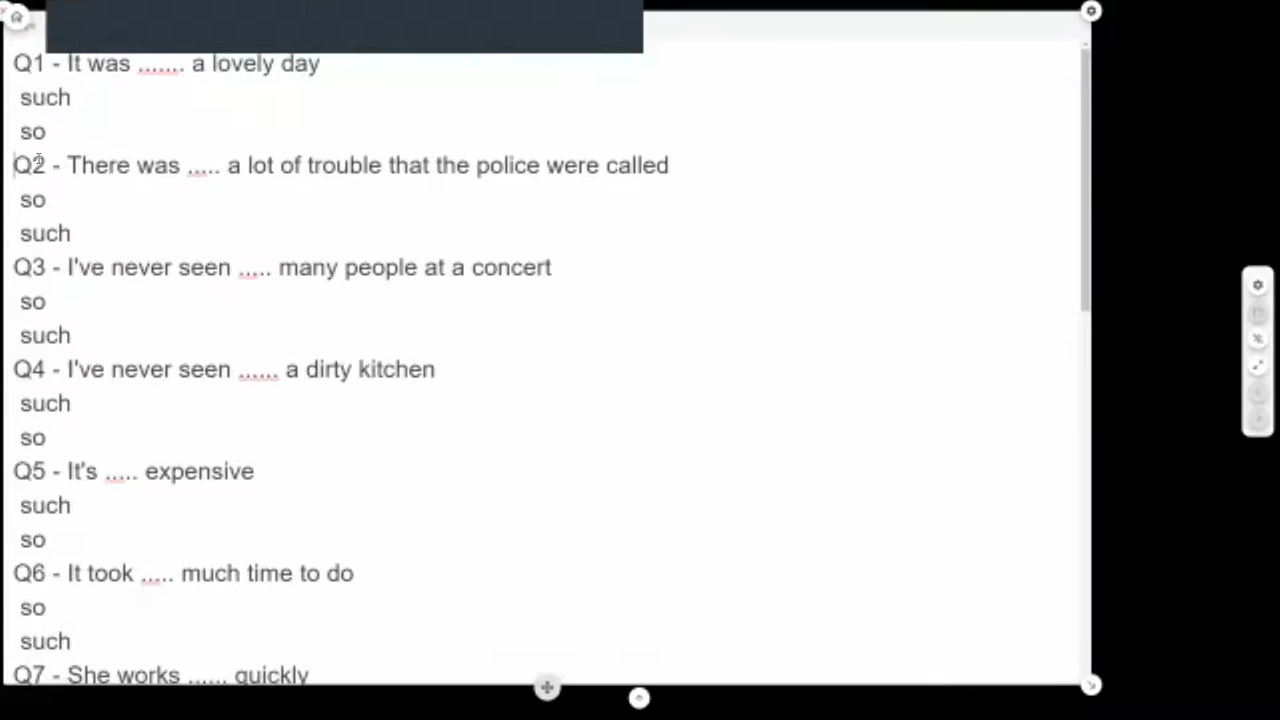 Q1 - It was ....... a lovely day
such
so
Q2 - There was ..... a lot of trouble that the police were called
so
such
Q3 - I've never seen ..... many people at a concert
so
such
Q4 - I've never seen ...... a dirty kitchen
such
so
Q5 - It's ..... expensive
such
so
Q6 - It took ..... much time to do
so
such
Q7 - She works ...... quickly